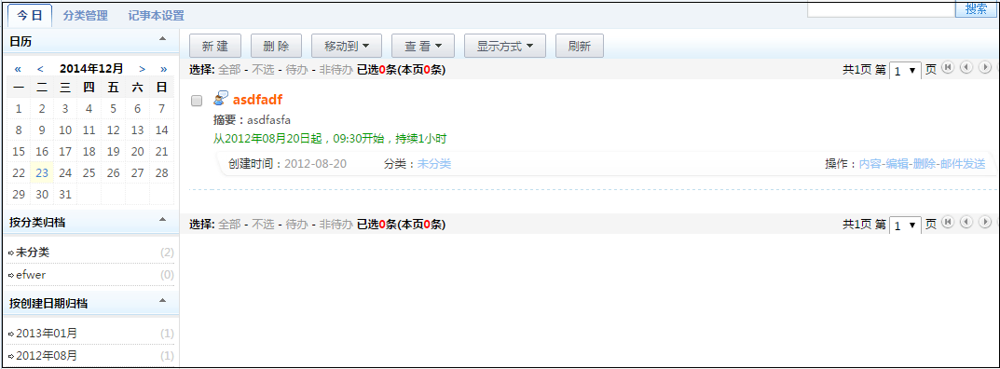 今 日 分类管理 记事本设置 搜索
日历
« < 2014年12月 > »
一 二 三 四 五 六 日
1 2 3 4 5 6 7
8 9 10 11 12 13 14
15 16 17 18 19 20 21
22 23 24 25 26 27 28
29 30 31
按分类归档
未分类 (2)
efwer (0)
按创建日期归档
2013年01月 (1)
2012年08月 (1)
新 建 删 除 移动到 查 看 显示方式 刷新
选择: 全部 - 不选 - 待办 - 非待办 已选0条(本页0条) 共1页 第 1 页
asdfadf
摘要：asdfasfa
从2012年08月20日起，09:30开始，持续1小时
创建时间：2012-08-20 分类：未分类 操作：内容-编辑-删除-邮件发送
选择: 全部 - 不选 - 待办 - 非待办 已选0条(本页0条) 共1页 第 1 页